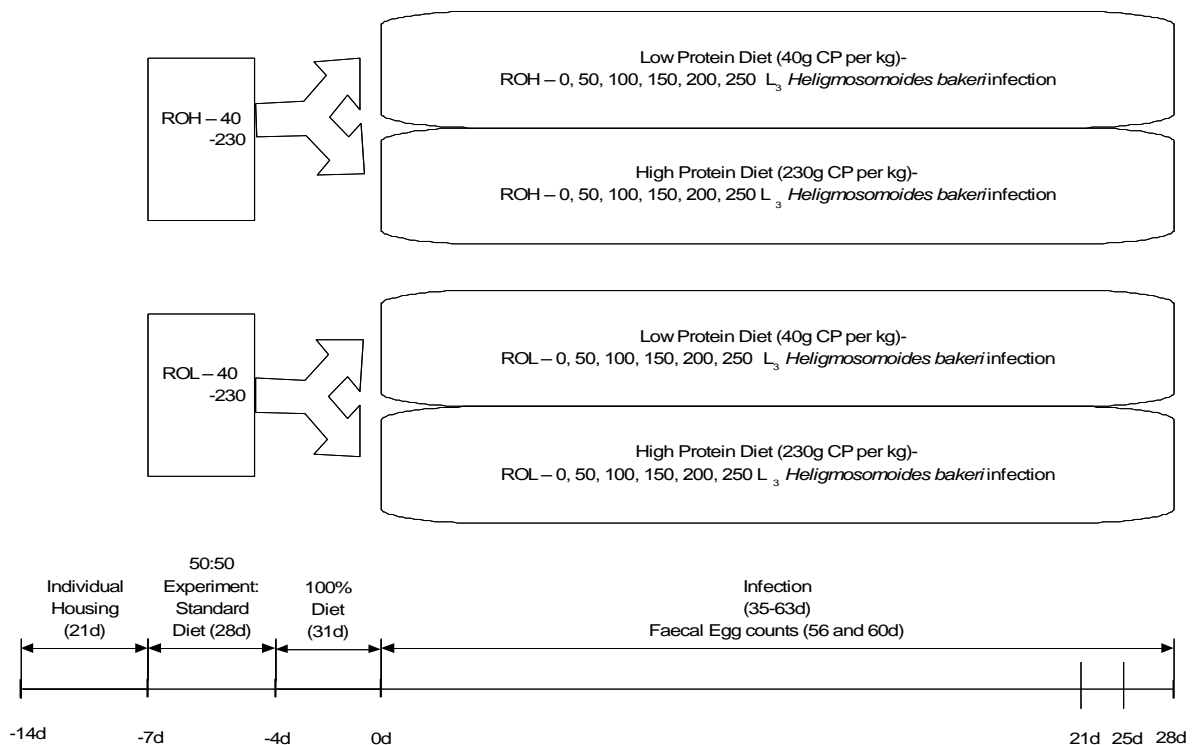 Low Protein Diet (40g CP per kg)-
ROH – 0, 50, 100, 150, 200, 250 L3 Heligmosomoides bakeri infection
ROH – 40
-230
High Protein Diet (230g CP per kg)-
ROH – 0, 50, 100, 150, 200, 250 L3 Heligmosomoides bakeri infection
Low Protein Diet (40g CP per kg)-
ROL – 0, 50, 100, 150, 200, 250 L3 Heligmosomoides bakeri infection
ROL – 40
-230
High Protein Diet (230g CP per kg)-
ROL – 0, 50, 100, 150, 200, 250 L3 Heligmosomoides bakeri infection
Individual
Housing
(21d)
50:50
Experiment:
Standard
Diet (28d)
100%
Diet
(31d)
Infection
(35-63d)
Faecal Egg counts (56 and 60d)
-14d -7d -4d 0d 21d 25d 28d